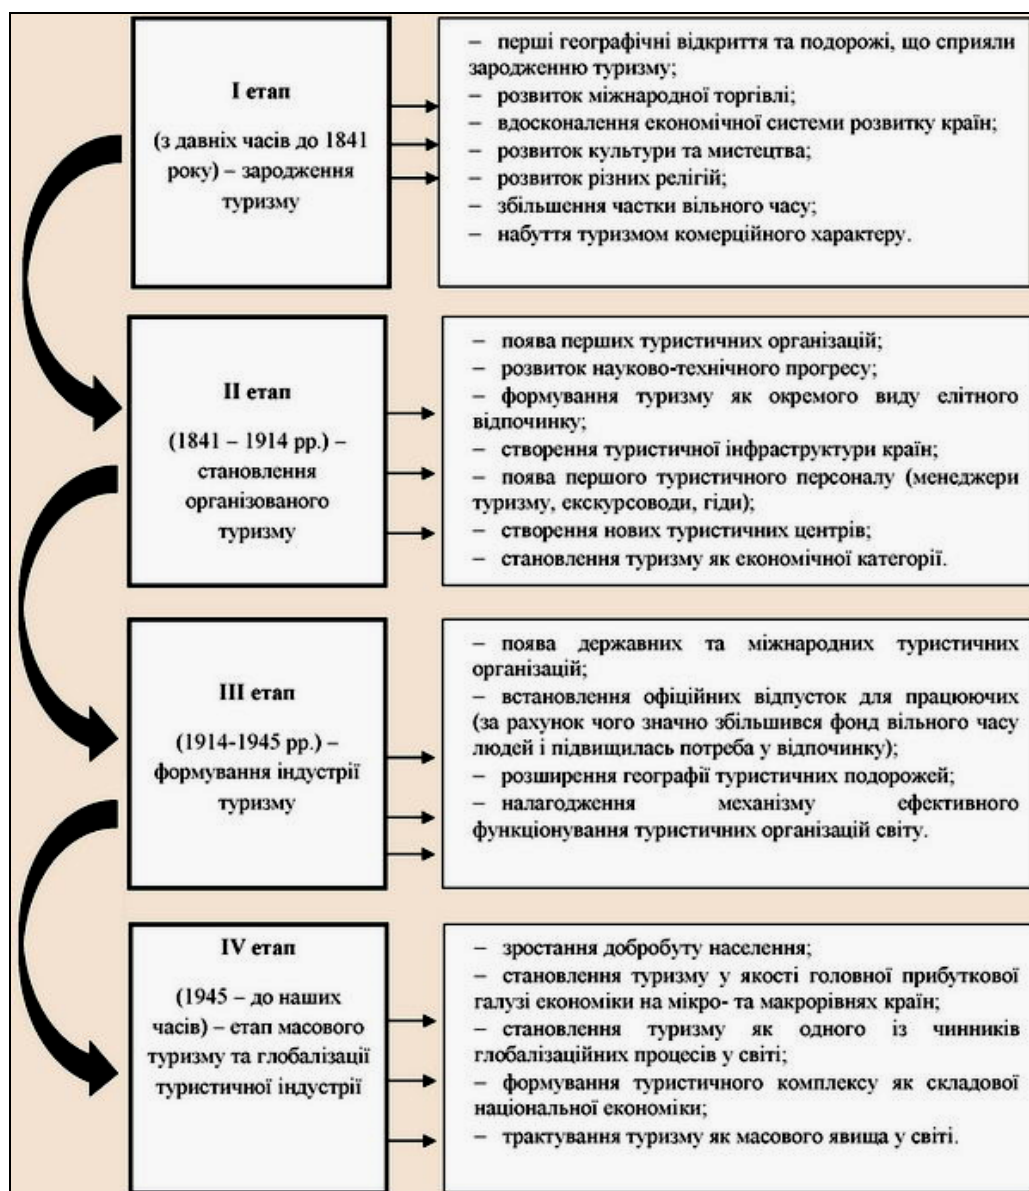 I етап
(з давніх часів до 1841
року) – зародження
туризму
– перші географічні відкриття та подорожі, що сприяли
зародженню туризму;
– розвиток міжнародної торгівлі;
– вдосконалення економічної системи розвитку країн;
– розвиток культури та мистецтва;
– розвиток різних релігій;
– збільшення частки вільного часу;
– набуття туризмом комерційного характеру.
II етап
(1841 – 1914 рр.) –
становлення
організованого
туризму
– поява перших туристичних організацій;
– розвиток науково-технічного прогресу;
– формування туризму як окремого виду елітного
відпочинку;
– створення туристичної інфраструктури країн;
– поява першого туристичного персоналу (менеджери
туризму, екскурсоводи, гіди);
– створення нових туристичних центрів;
– становлення туризму як економічної категорії.
III етап
(1914-1945 рр.) –
формування індустрії
туризму
– поява державних та міжнародних туристичних
організацій;
– встановлення офіційних відпусток для працюючих
(за рахунок чого значно збільшився фонд вільного часу
людей і підвищилась потреба у відпочинку);
– розширення географії туристичних подорожей;
– налагодження механізму ефективного
функціонування туристичних організацій світу.
IV етап
(1945 – до наших
часів) – етап масового
туризму та глобалізації
туристичної індустрії
– зростання добробуту населення;
– становлення туризму у якості головної прибуткової
галузі економіки на мікро- та макрорівнях країн;
– становлення туризму як одного із чинників
глобалізаційних процесів у світі;
– формування туристичного комплексу як складової
національної економіки;
– трактування туризму як масового явища у світі.